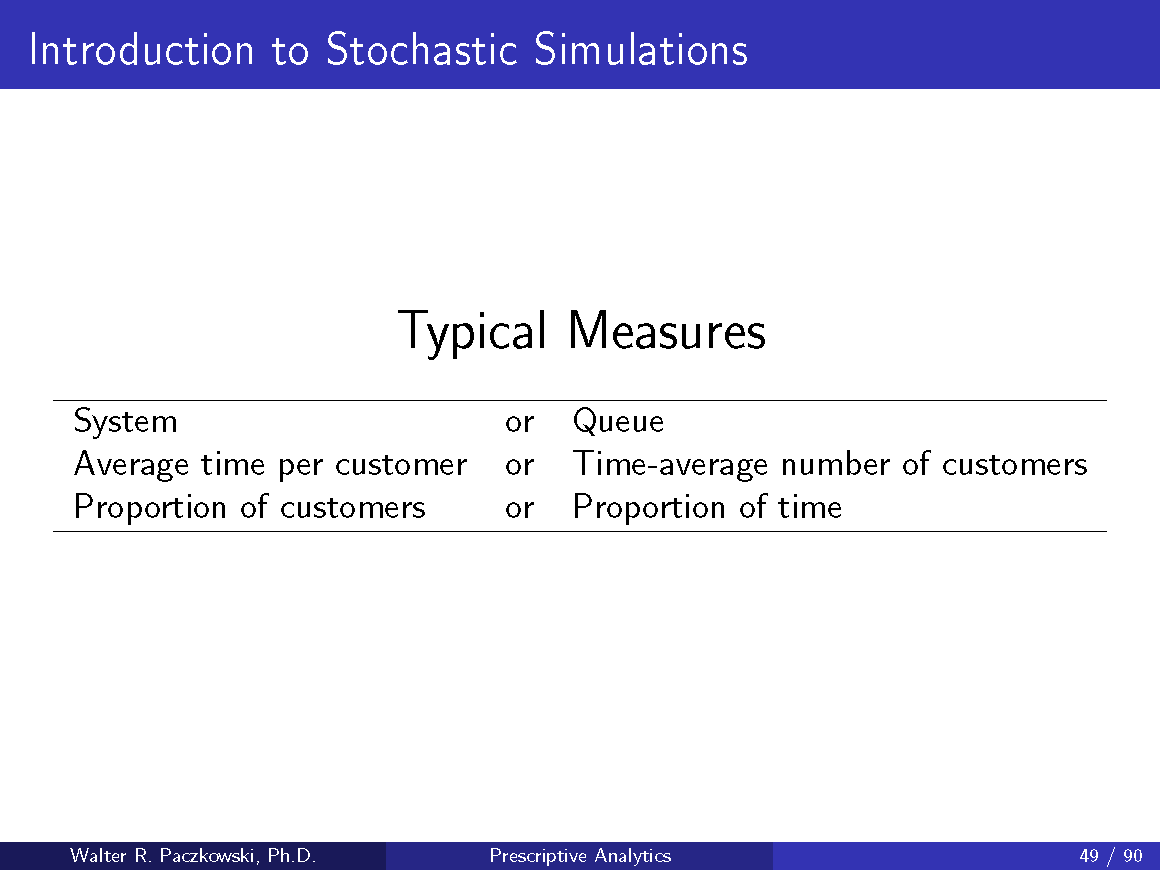 Introduction to Stochastic Simulations
Typical Measures
System or Queue
Average time per customer or Time-average number of customers
Proportion of customers or Proportion of time
Walter R. Paczkowski, Ph.D. Prescriptive Analytics 49 / 90